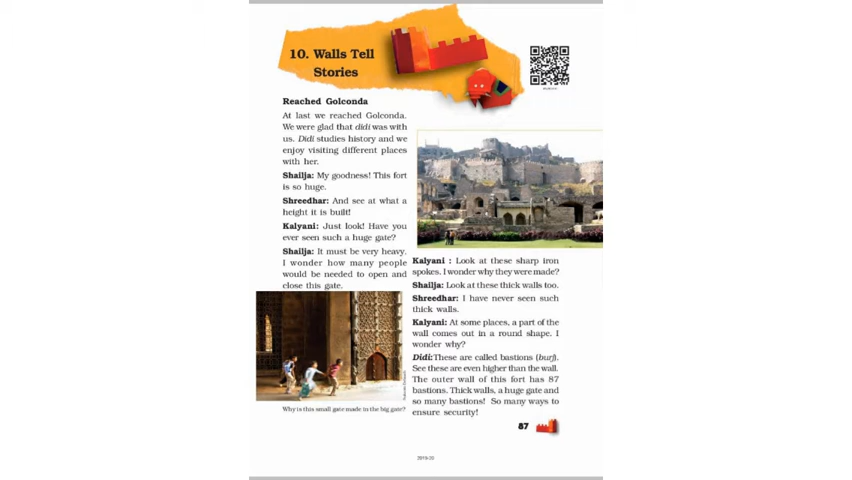 10. Walls Tell
Stories
Reached Golconda
At last we reached Golconda.
We were glad that didi was with
us. Didi studies history and we
enjoy visiting different places
with her.
Shailja: My goodness! This fort
is so huge.
Shreedhar: And see at what a
height it is built!
Kalyani: Just look! Have you
ever seen such a huge gate?
Shailja: It must be very heavy.
I wonder how many people
would be needed to open and
close this gate.
Why is this small gate made in the big gate?
Kalyani : Look at these sharp iron
spokes. I wonder why they were made?
Shailja: Look at these thick walls too.
Shreedhar: I have never seen such
thick walls.
Kalyani: At some places, a part of the
wall comes out in a round shape. I
wonder why?
Didi: These are called bastions (burj).
See these are even higher than the wall.
The outer wall of this fort has 87
bastions. Thick walls, a huge gate and
so many bastions! So many ways to
ensure security!
87
2019-20